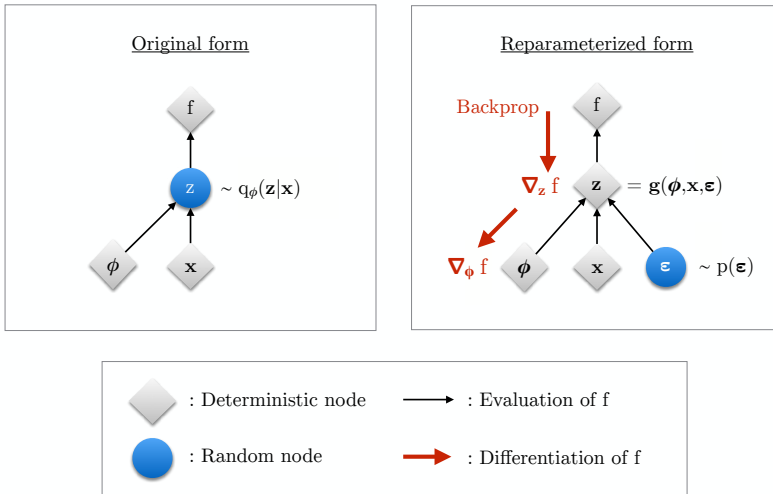 Original form
f
z ~ qϕ(z|x)
ϕ x
Reparameterized form
Backprop f
∇z f z = g(ϕ,x,ε)
∇ϕ f ϕ x ε ~ p(ε)
: Deterministic node
: Evaluation of f
: Random node
: Differentiation of f